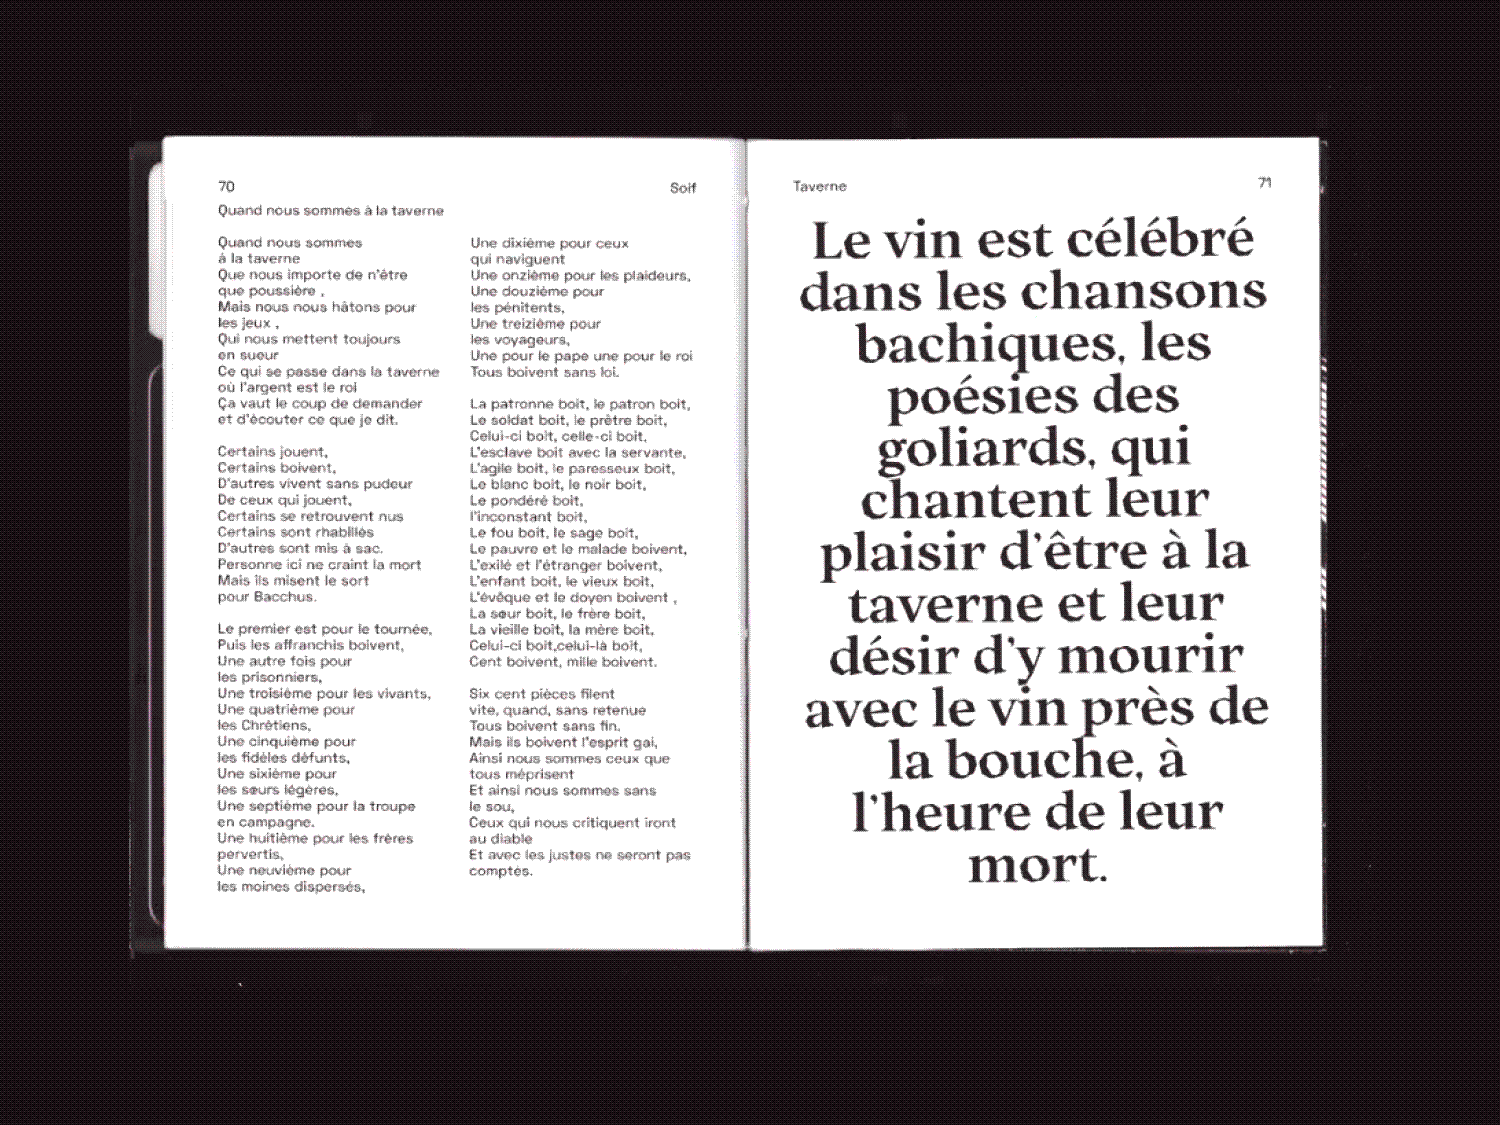 70
Soif
Quand nous sommes à la taverne
Quand nous sommes
à la taverne
Que nous importe de n'être
que poussière ,
Mais nous nous hâtons pour
les jeux ,
Qui nous mettent toujours
en sueur
Ce qui se passe dans la taverne
où l'argent est le roi
Ça vaut le coup de demander
et d'écouter ce que je dit.
Certains jouent,
Certains boivent,
D'autres vivent sans pudeur
De ceux qui jouent,
Certains se retrouvent nus
Certains sont rhabillés
D'autres sont mis à sac.
Personne ici ne craint la mort
Mais ils misent le sort
pour Bacchus.
Le premier est pour le tournée,
Puis les affranchis boivent,
Une autre fois pour
les prisonniers,
Une troisième pour les vivants,
Une quatrième pour
les Chrétiens,
Une cinquième pour
les fidèles défunts,
Une sixième pour
les sœurs légères,
Une septième pour la troupe
en campagne.
Une huitième pour les frères
pervertis,
Une neuvième pour
les moines dispersés,
Une dixième pour ceux
qui naviguent
Une onzième pour les plaideurs,
Une douzième pour
les pénitents,
Une treizième pour
les voyageurs,
Une pour le pape une pour le roi
Tous boivent sans loi.
La patronne boit, le patron boit,
Le soldat boit, le prêtre boit,
Celui-ci boit, celle-ci boit,
L'esclave boit avec la servante,
L'agile boit, le paresseux boit,
Le blanc boit, le noir boit,
Le pondéré boit,
l'inconstant boit,
Le fou boit, le sage boit,
Le pauvre et le malade boivent,
L'exilé et l'étranger boivent,
L'enfant boit, le vieux boit,
L'évêque et le doyen boivent ,
La sœur boit, le frère boit,
La vieille boit, la mère boit,
Celui-ci boit,celui-là boit,
Cent boivent, mille boivent.
Six cent pièces filent
vite, quand, sans retenue
Tous boivent sans fin.
Mais ils boivent l'esprit gai,
Ainsi nous sommes ceux que
tous méprisent
Et ainsi nous sommes sans
le sou,
Ceux qui nous critiquent iront
au diable
Et avec les justes ne seront pas
comptés.
Taverne
71
Le vin est célébré
dans les chansons
bachiques, les
poésies des
goliards, qui
chantent leur
plaisir d'être à la
taverne et leur
désir d'y mourir
avec le vin près de
la bouche, à
l'heure de leur
mort.